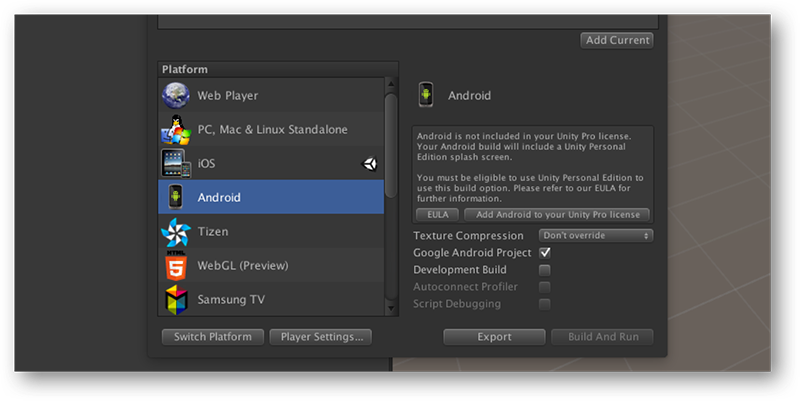 Add Current
Platform
Web Player
PC, Mac & Linux Standalone
iOS
Android
Tizen
HTML
5
WebGL (Preview)
Samsung TV
Switch Platform
Player Settings...
Android
Android is not included in your Unity Pro license.
Your Android build will include a Unity Personal
Edition splash screen.
You must be eligible to use Unity Personal Edition to
use this build option. Please refer to our EULA for
further information.
EULA
Add Android to your Unity Pro license
Texture Compression Don't override
Google Android Project
Development Build
Autoconnect Profiler
Script Debugging
Export
Build And Run